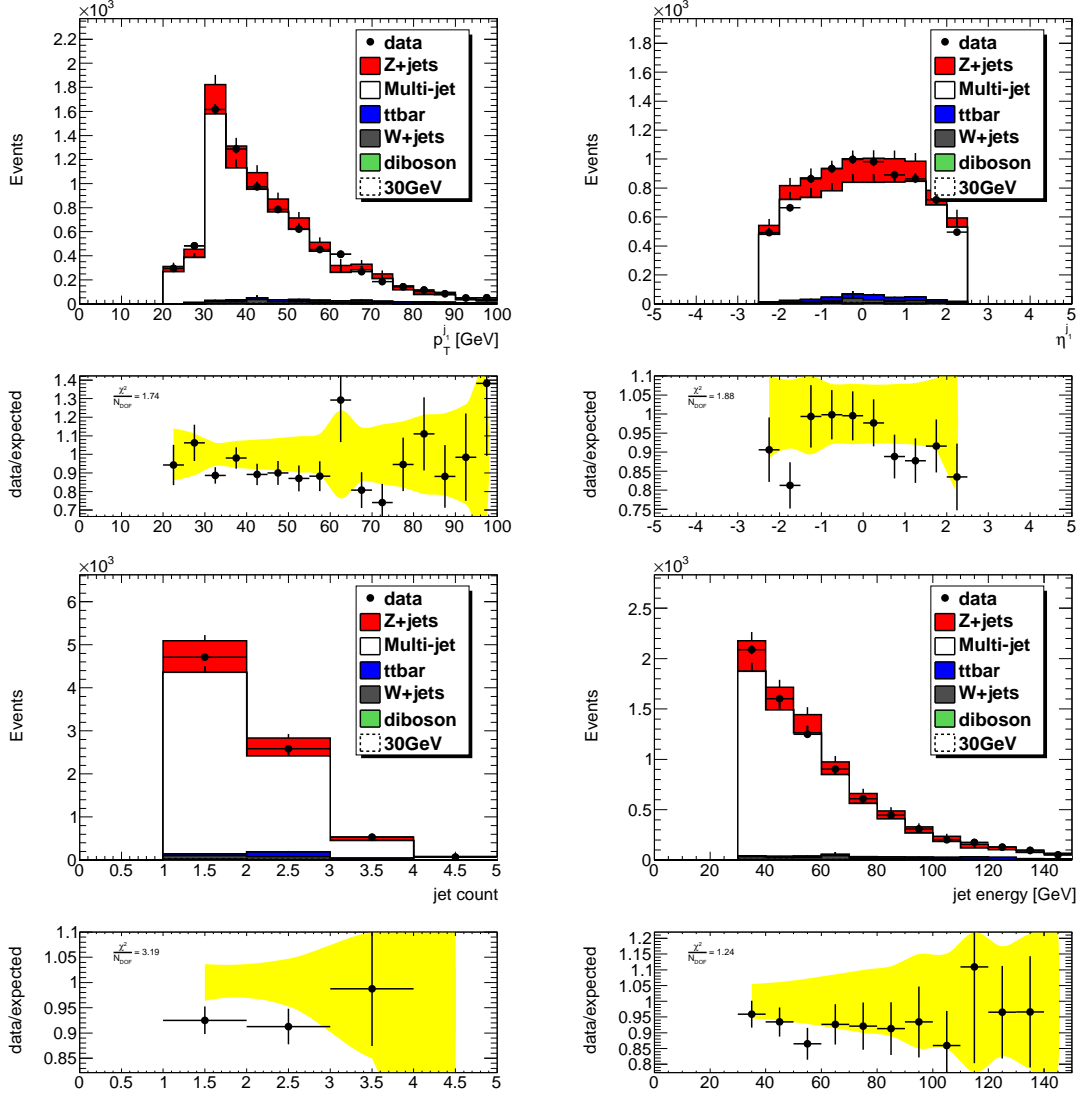 ×10³
Events
2.2
2
1.8
1.6
1.4
1.2
1
0.8
0.6
0.4
0.2
0
data
Z+jets
Multi-jet
ttbar
W+jets
diboson
30GeV
20 30 40 50 60 70 80 90 100
p_T^{j_1} [GeV]
×10³
Events
2
1.8
1.6
1.4
1.2
1
0.8
0.6
0.4
0.2
0
data
Z+jets
Multi-jet
ttbar
W+jets
diboson
30GeV
-5 -4 -3 -2 -1 0 1 2 3 4 5
η^{j_1}
data/expected
1.4
1.3
1.2
1.1
1
0.9
0.8
0.7
χ²/N_DOF = 1.74
0 10 20 30 40 50 60 70 80 90 100
data/expected
1.1
1.05
1
0.95
0.9
0.85
0.8
0.75
χ²/N_DOF = 1.88
-5 -4 -3 -2 -1 0 1 2 3 4 5
×10³
Events
6
5
4
3
2
1
0
data
Z+jets
Multi-jet
ttbar
W+jets
diboson
30GeV
0 0.5 1 1.5 2 2.5 3 3.5 4 4.5 5
jet count
×10³
Events
2.5
2
1.5
1
0.5
0
data
Z+jets
Multi-jet
ttbar
W+jets
diboson
30GeV
0 20 40 60 80 100 120 140
jet energy [GeV]
data/expected
1.1
1.05
1
0.95
0.9
0.85
χ²/N_DOF = 3.19
0 0.5 1 1.5 2 2.5 3 3.5 4 4.5 5
data/expected
1.2
1.15
1.1
1.05
1
0.95
0.9
0.85
0.8
χ²/N_DOF = 1.24
0 20 40 60 80 100 120 140